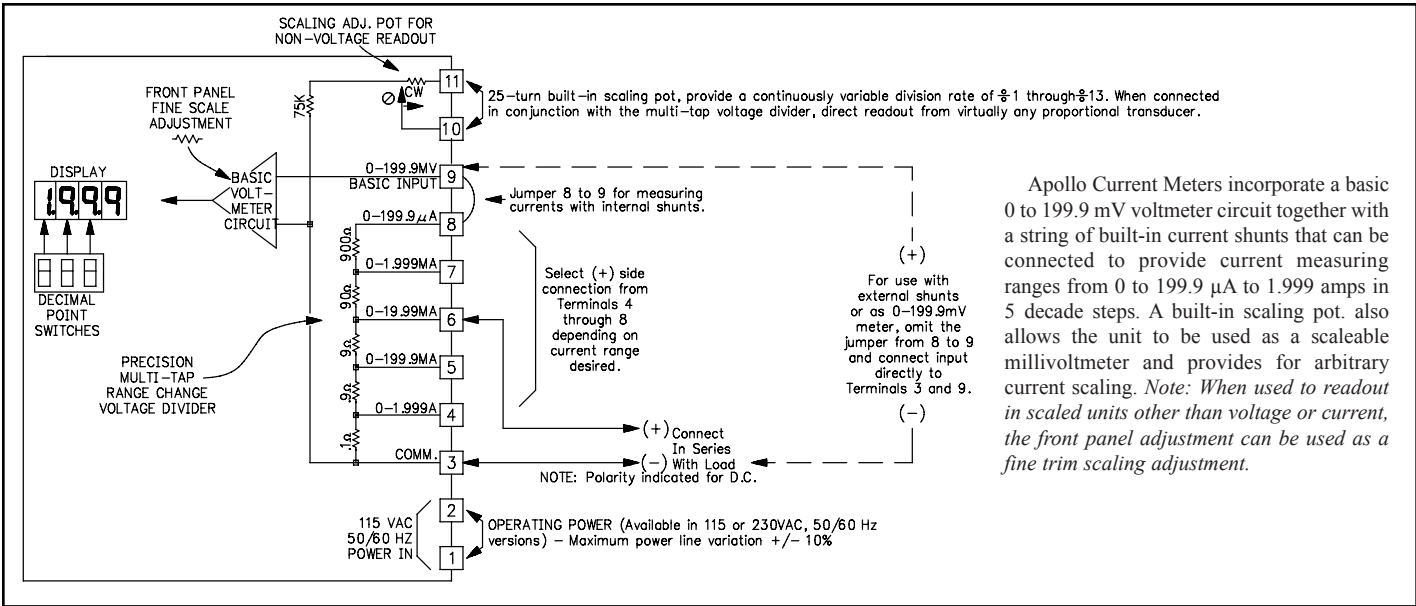 SCALING ADJ. POT FOR
NON-VOLTAGE READOUT
FRONT PANEL
FINE SCALE
ADJUSTMENT
75K
CW
11
10
25-turn built-in scaling pot, provide a continuously variable division rate of ÷1 through÷13. When connected
in conjunction with the multi-tap voltage divider, direct readout from virtually any proportional transducer.
DISPLAY
1.9.9.9
DECIMAL
POINT
SWITCHES
BASIC
VOLT-
METER
CIRCUIT
0-199.9MV
BASIC INPUT
9
0-199.9µA
8
Jumper 8 to 9 for measuring
currents with internal shunts.
900Ω
0-1.999MA
7
90Ω
0-19.99MA
6
9Ω
0-199.9MA
5
.9Ω
0-1.999A
4
.1Ω
COMM.
3
Select (+) side
connection from
Terminals 4
through 8
depending on
current range
desired.
PRECISION
MULTI-TAP
RANGE CHANGE
VOLTAGE DIVIDER
(+)
For use with
external shunts
or as 0-199.9mV
meter, omit the
jumper from 8 to 9
and connect input
directly to
Terminals 3 and 9.
(-)
(+) Connect
In Series
(-) With Load
NOTE: Polarity indicated for D.C.
115 VAC
50/60 HZ
POWER IN
2
1
OPERATING POWER (Available in 115 or 230VAC, 50/60 Hz
versions) - Maximum power line variation +/- 10%
Apollo Current Meters incorporate a basic
0 to 199.9 mV voltmeter circuit together with
a string of built-in current shunts that can be
connected to provide current measuring
ranges from 0 to 199.9 µA to 1.999 amps in
5 decade steps. A built-in scaling pot. also
allows the unit to be used as a scaleable
millivoltmeter and provides for arbitrary
current scaling. Note: When used to readout
in scaled units other than voltage or current,
the front panel adjustment can be used as a
fine trim scaling adjustment.